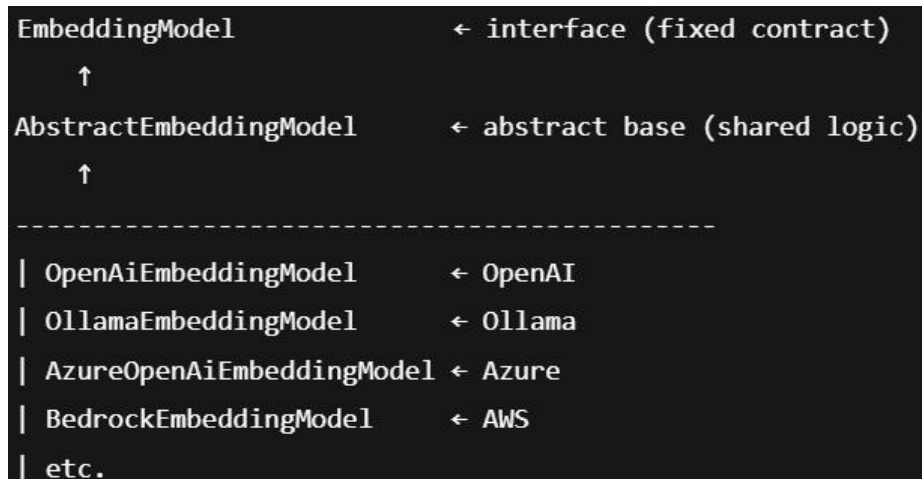 EmbeddingModel ← interface (fixed contract)
↑
AbstractEmbeddingModel ← abstract base (shared logic)
↑
-----------------------------------------------
| OpenAiEmbeddingModel ← OpenAI
| OllamaEmbeddingModel ← Ollama
| AzureOpenAiEmbeddingModel ← Azure
| BedrockEmbeddingModel ← AWS
| etc.